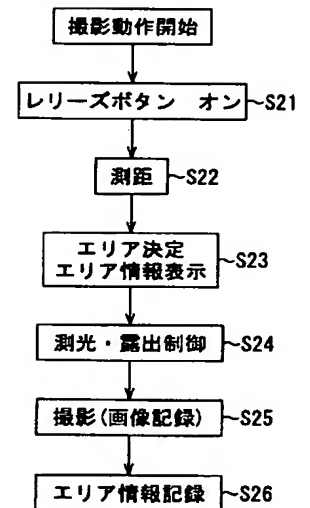 撮影動作開始
レリーズボタン オン ~S21
測距 ~S22
エリア決定
エリア情報表示 ~S23
測光・露出制御 ~S24
撮影(画像記録) ~S25
エリア情報記録 ~S26